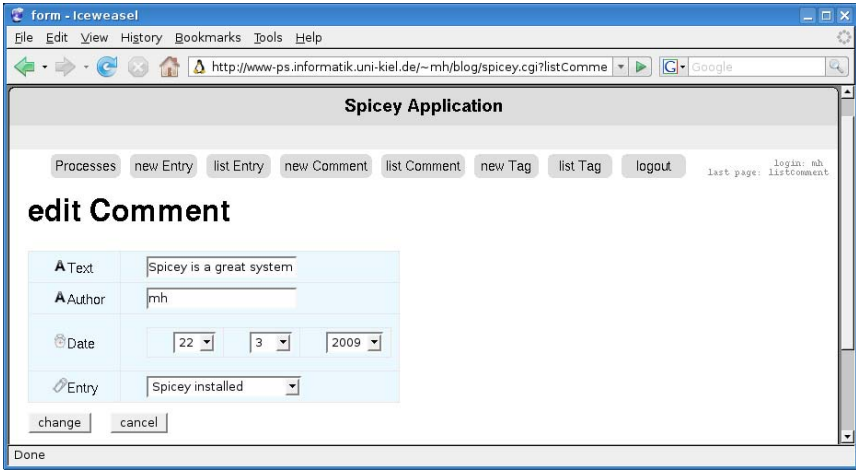 form - Iceweasel
File Edit View History Bookmarks Tools Help
http://www-ps.informatik.uni-kiel.de/~mh/blog/spicey.cgi?listComme
G Google
Spicey Application
Processes new Entry list Entry new Comment list Comment new Tag list Tag logout
login: mh
last page: listComment
edit Comment
A Text Spicey is a great system
A Author mh
Date 22 3 2009
Entry Spicey installed
change cancel
Done